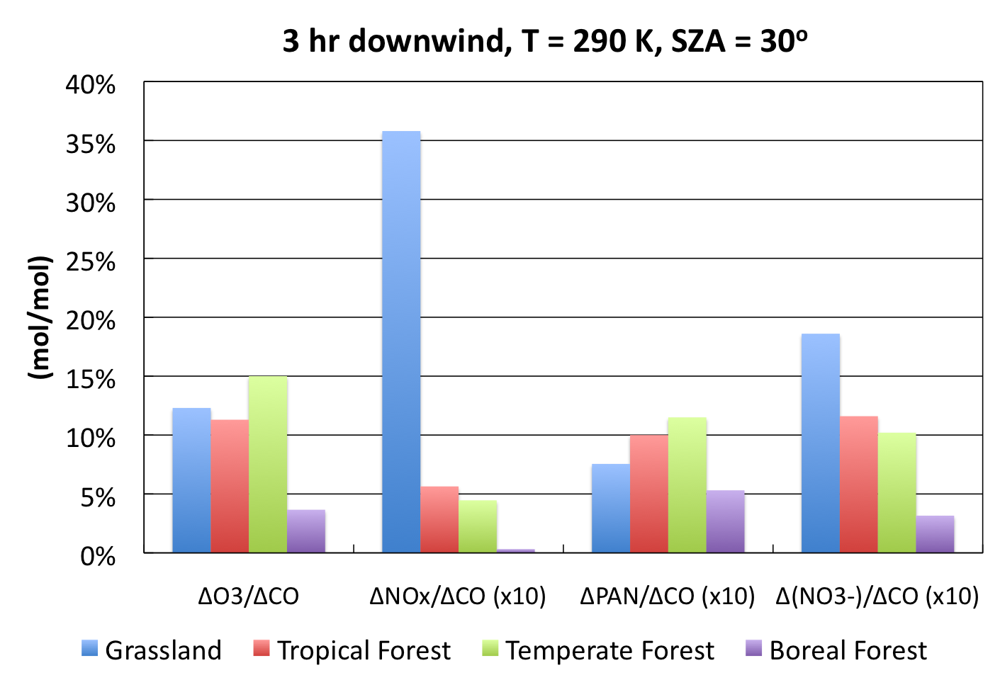 3 hr downwind, T = 290 K, SZA = 30º
40%
35%
30%
25%
20%
15%
10%
5%
0%
(mol/mol)
ΔO3/ΔCO
ΔNOx/ΔCO (x10)
ΔPAN/ΔCO (x10)
Δ(NO3-)/ΔCO (x10)
Grassland
Tropical Forest
Temperate Forest
Boreal Forest